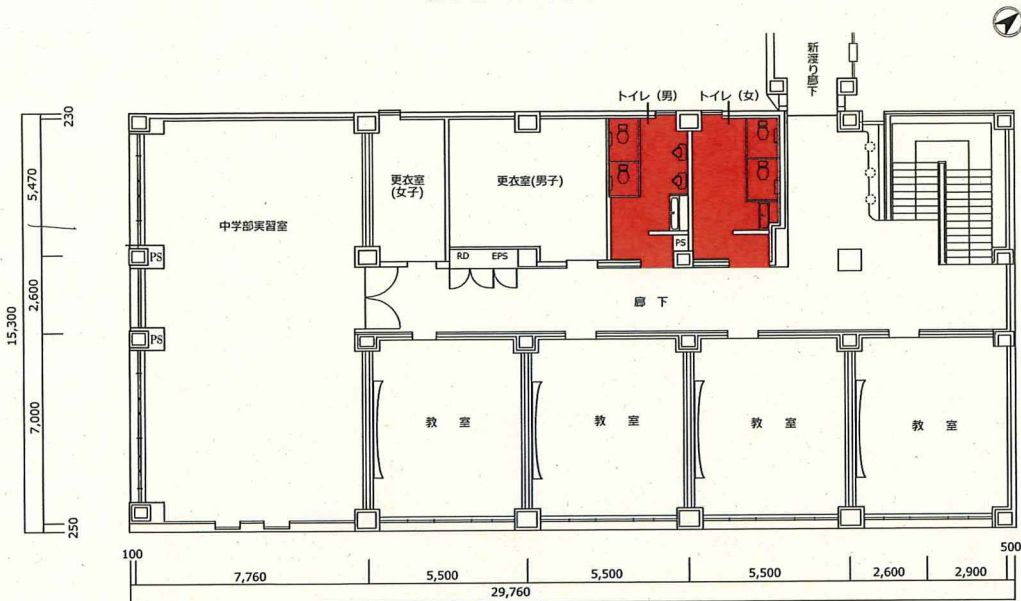 新渡り廊下
トイレ（男）
トイレ（女）
230
5,470
2,600
7,000
250
15,300
更衣室
(女子)
更衣室(男子)
中学部実習室
PS
PS
PS
RD
EPS
廊 下
教 室
教 室
教 室
教 室
100
7,760
5,500
5,500
5,500
2,600
2,900
500
29,760